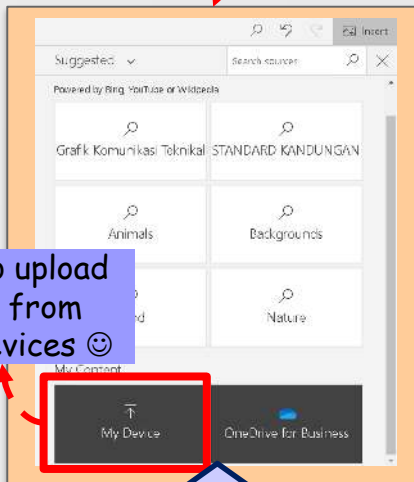 Insert
Suggested
Search sources
Powered by Bing, YouTube or Wikipedia
Grafik Komunikasi Teknikal
STANDARD KANDUNGAN
Animals
Backgrounds
upload
from
Nature
My Content
My Device
OneDrive for Business